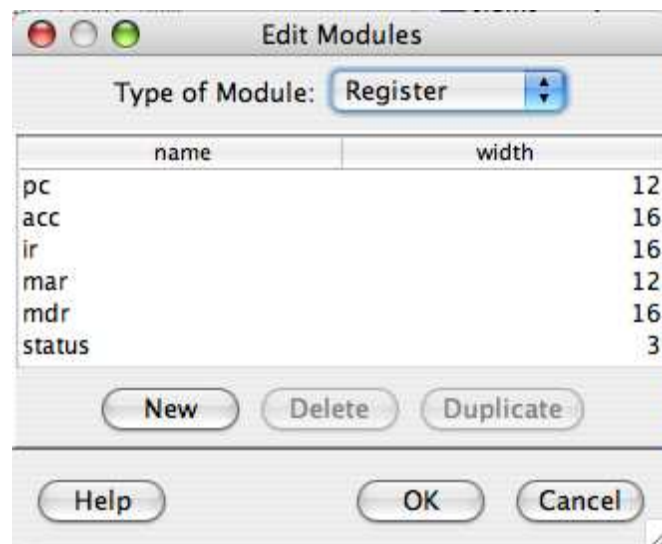 Edit Modules
Type of Module: Register
name width
pc 12
acc 16
ir 16
mar 12
mdr 16
status 3
New Delete Duplicate
Help OK Cancel